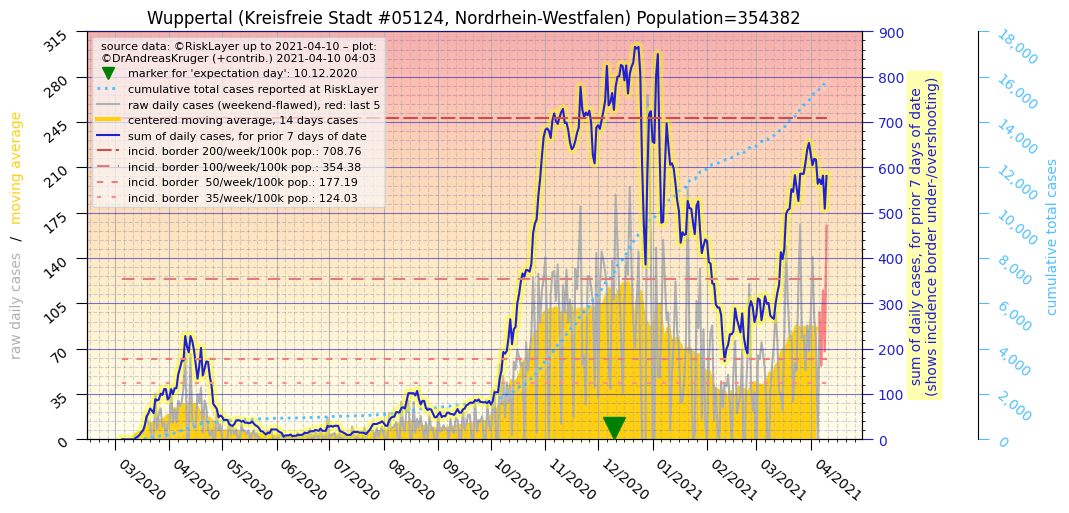 Wuppertal (Kreisfreie Stadt #05124, Nordrhein-Westfalen) Population=354382
source data: ©RiskLayer up to 2021-04-10 – plot:
©DrAndreasKruger (+contrib.) 2021-04-10 04:03
marker for 'expectation day': 10.12.2020
cumulative total cases reported at RiskLayer
raw daily cases (weekend-flawed), red: last 5
centered moving average, 14 days cases
sum of daily cases, for prior 7 days of date
incid. border 200/week/100k pop.: 708.76
incid. border 100/week/100k pop.: 354.38
incid. border  50/week/100k pop.: 177.19
incid. border  35/week/100k pop.: 124.03
raw daily cases / moving average
315
280
245
210
175
140
105
70
35
0
03/2020
04/2020
05/2020
06/2020
07/2020
08/2020
09/2020
10/2020
11/2020
12/2020
01/2021
02/2021
03/2021
04/2021
900
800
700
600
500
400
300
200
100
0
sum of daily cases, for prior 7 days of date
(shows incidence border under-/overshooting)
18,000
16,000
14,000
12,000
10,000
8,000
6,000
4,000
2,000
0
cumulative total cases